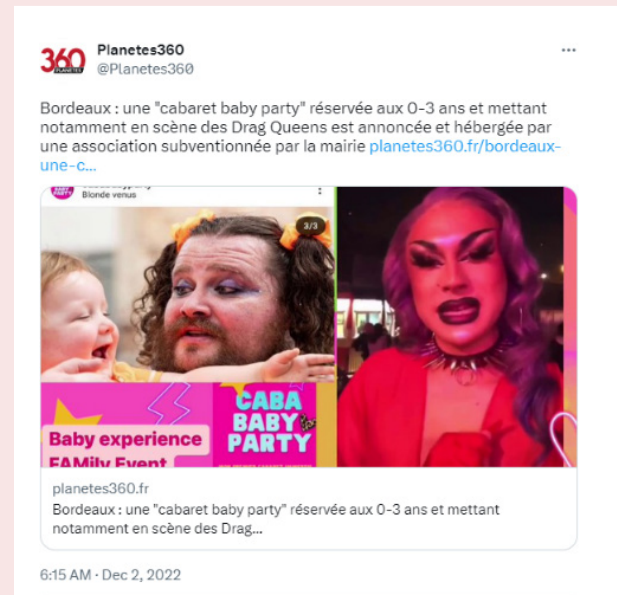 360
PLANETES
Planetes360
@Planetes360
Bordeaux : une "cabaret baby party" réservée aux 0-3 ans et mettant
notamment en scène des Drag Queens est annoncée et hébergée par
une association subventionnée par la mairie planetes360.fr/bordeaux-
une-c...
Blonde venus
3/3
Baby experience
FAMily Event
CABA
BABY
PARTY
planetes360.fr
Bordeaux : une "cabaret baby party" réservée aux 0-3 ans et mettant
notamment en scène des Drag...
6:15 AM · Dec 2, 2022